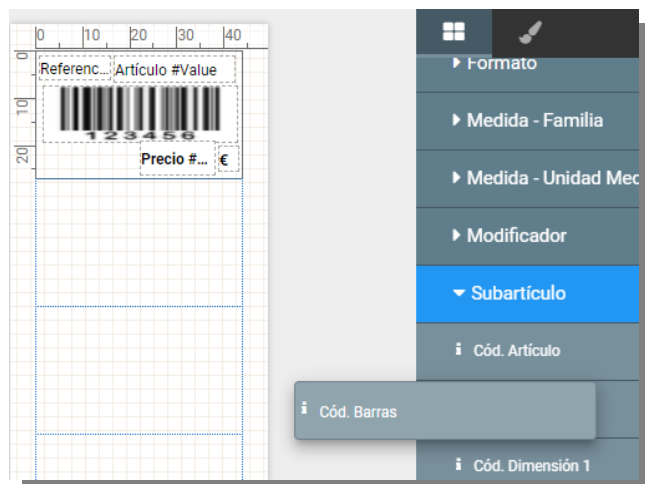 0 10 20 30 40
0
Referenc... Artículo #Value
10
123456
20
Precio #... €
Formato
Medida - Familia
Medida - Unidad Med
Modificador
Subartículo
Cód. Artículo
Cód. Barras
Cód. Dimensión 1